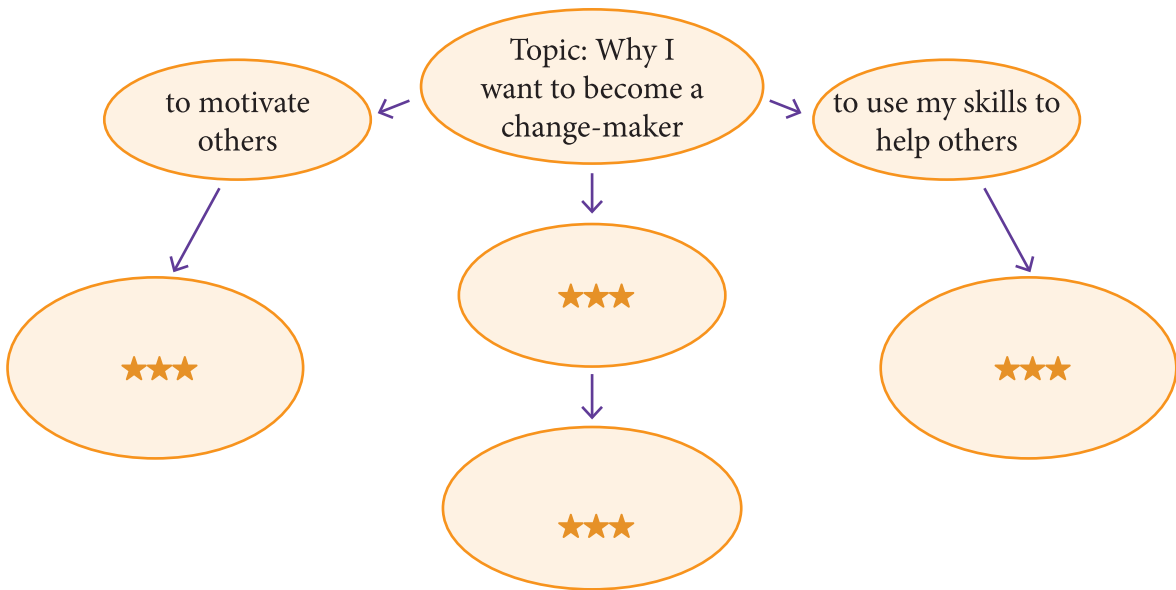 Topic: Why I
want to become a
change-maker
to motivate
others
to use my skills to
help others